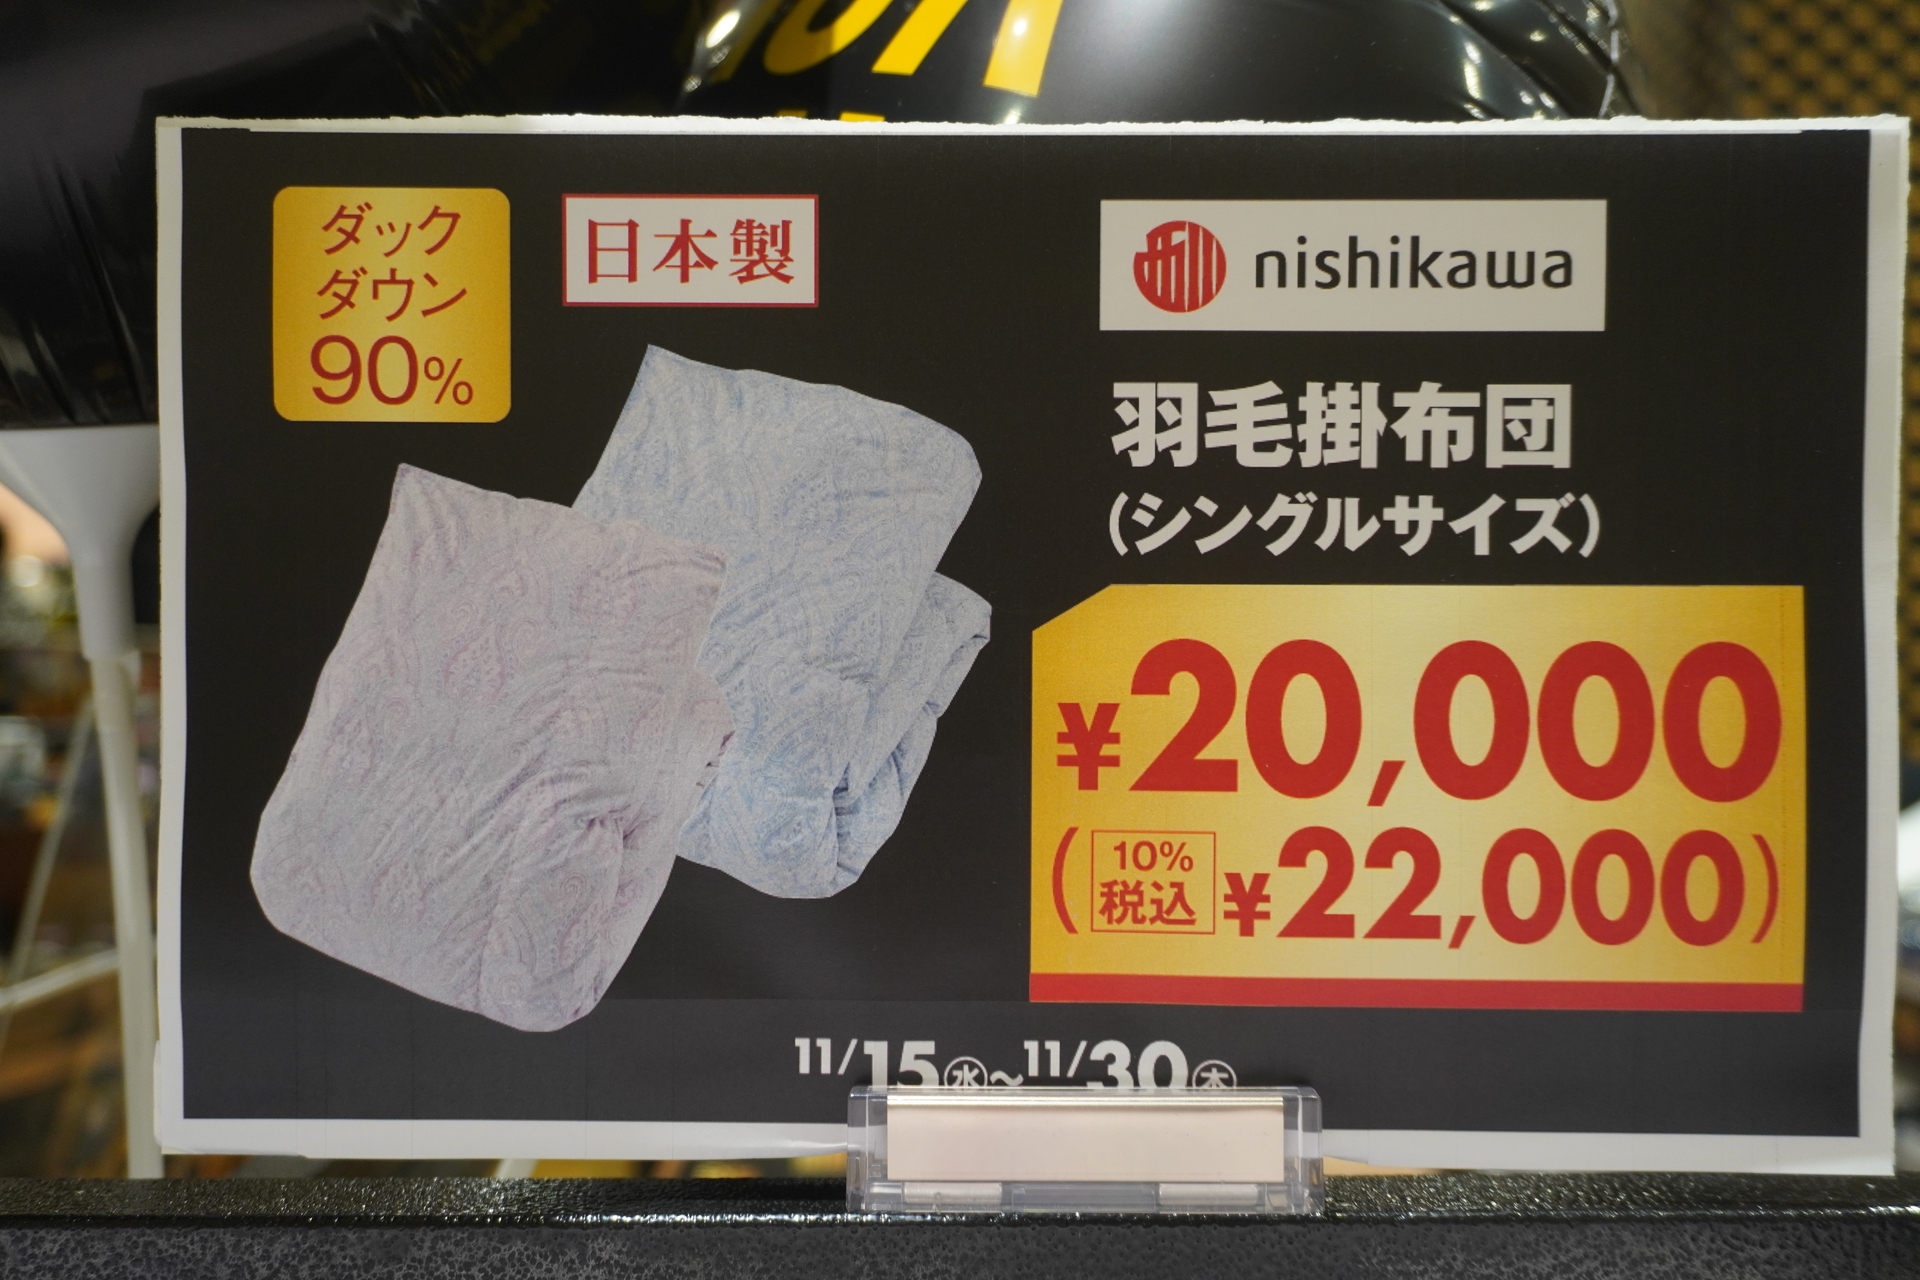 ダック
ダウン
90%
日本製
nishikawa
羽毛掛布団
(シングルサイズ)
¥20,000
(10%税込¥22,000)
11/15㊌~11/30㊍